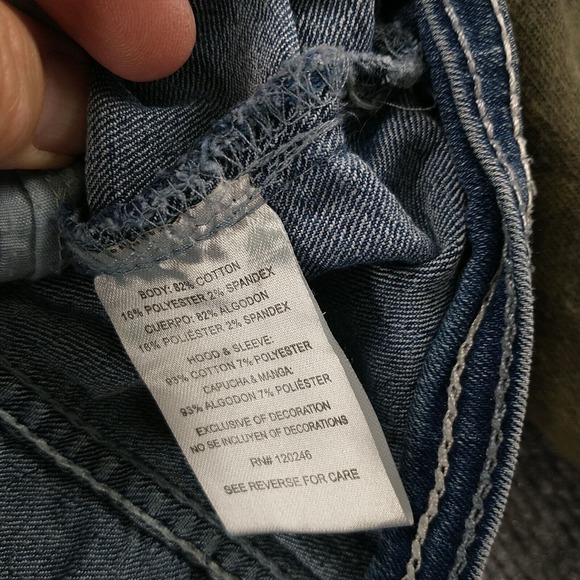 BODY: 82% COTTON
16% POLYESTER 2% SPANDEX
CUERPO: 82% ALGODON
16% POLIÉSTER 2% SPANDEX
HOOD & SLEEVE:
93% COTTON 7% POLYESTER
CAPUCHA & MANGA:
93% ALGODON 7% POLIÉSTER
EXCLUSIVE OF DECORATION
NO SE INCLUYEN OF DECORATIONS
RN# 120246
SEE REVERSE FOR CARE